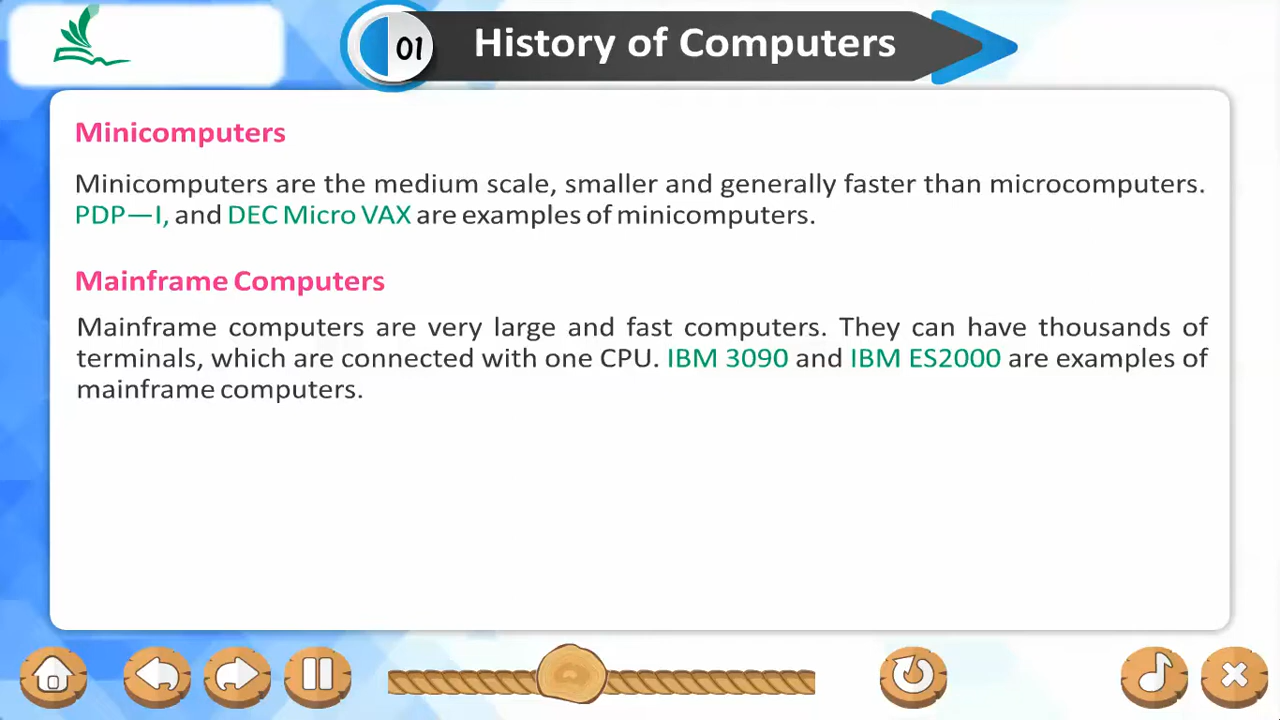 01
History of Computers
Minicomputers
Minicomputers are the medium scale, smaller and generally faster than microcomputers.
PDP—I, and DEC Micro VAX are examples of minicomputers.
Mainframe Computers
Mainframe computers are very large and fast computers. They can have thousands of
terminals, which are connected with one CPU. IBM 3090 and IBM ES2000 are examples of
mainframe computers.